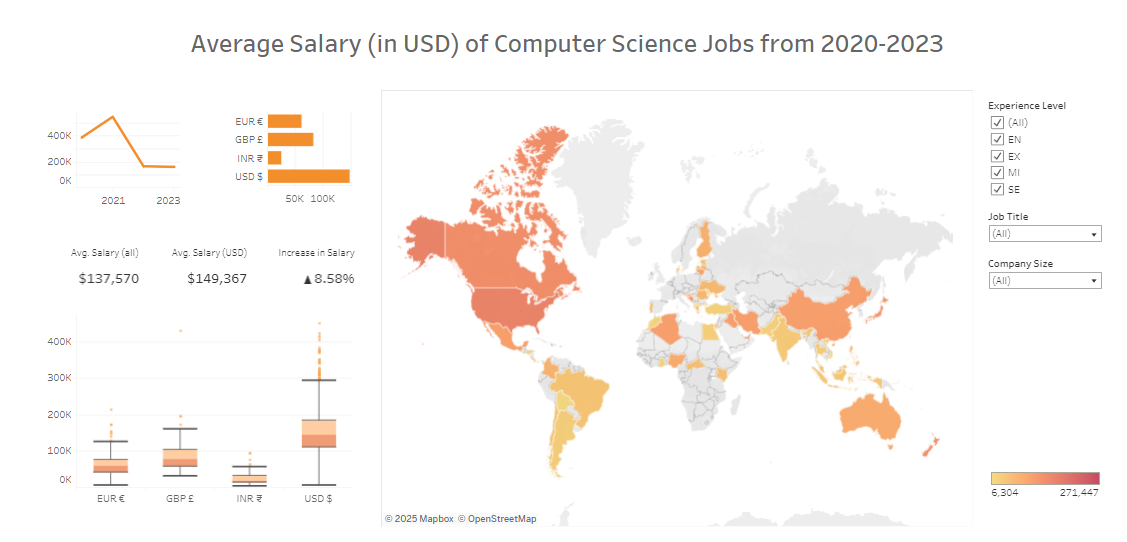 Average Salary (in USD) of Computer Science Jobs from 2020-2023
400K
200K
0K
2021 2023
EUR €
GBP £
INR ₹
USD $
50K 100K
Avg. Salary (all) Avg. Salary (USD) Increase in Salary
$137,570 $149,367 ▲8.58%
400K
300K
200K
100K
0K
EUR € GBP £ INR ₹ USD $
© 2025 Mapbox © OpenStreetMap
Experience Level
(All)
EN
EX
MI
SE
Job Title
(All)
Company Size
(All)
6,304 271,447